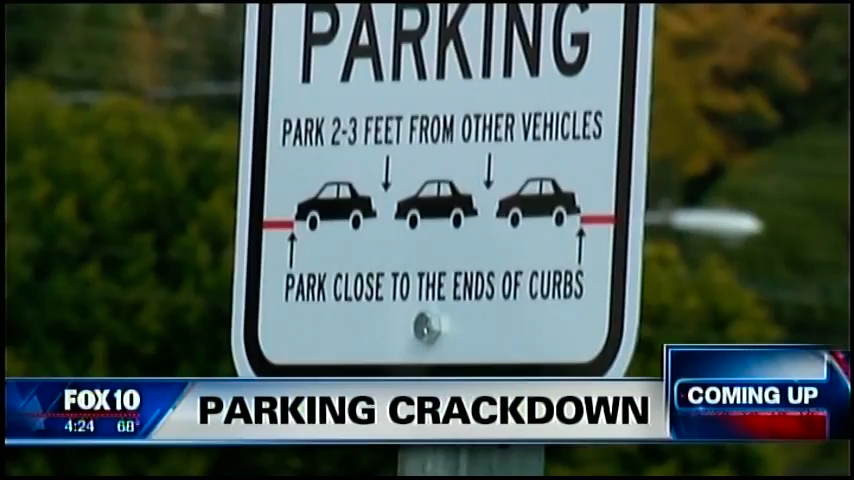 PARKING
PARK 2-3 FEET FROM OTHER VEHICLES
PARK CLOSE TO THE ENDS OF CURBS
FOX 10
4:24 68°
PARKING CRACKDOWN
COMING UP